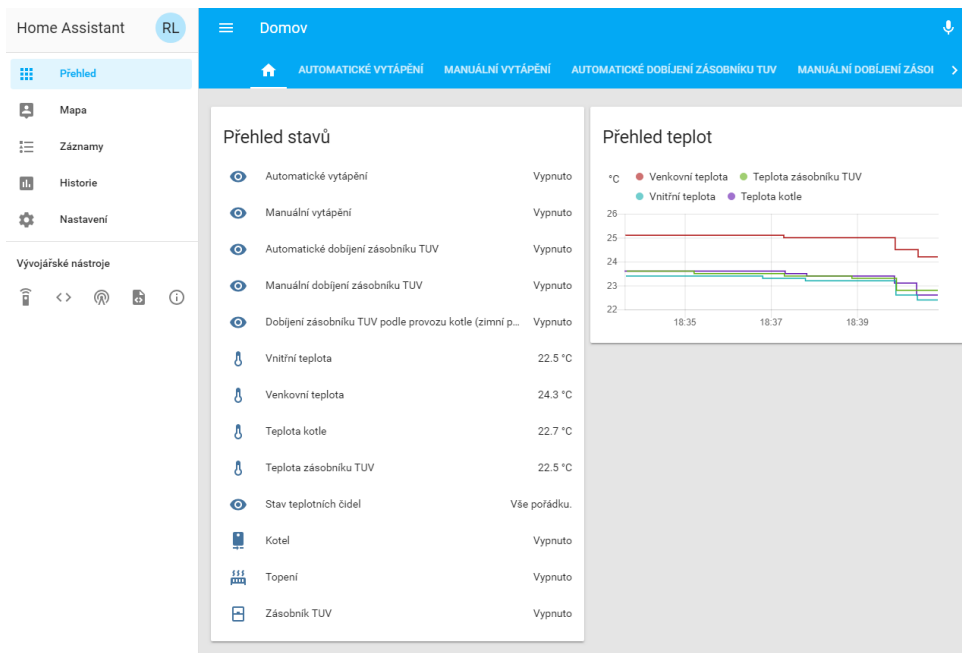 Home Assistant
RL
Domov
Přehled
Mapa
Záznamy
Historie
Nastavení
Vývojářské nástroje
AUTOMATICKÉ VYTÁPĚNÍ MANUÁLNÍ VYTÁPĚNÍ AUTOMATICKÉ DOBÍJENÍ ZÁSOBNÍKU TUV MANUÁLNÍ DOBÍJENÍ ZÁSOI
Přehled stavů
Automatické vytápění Vypnuto
Manuální vytápění Vypnuto
Automatické dobíjení zásobníku TUV Vypnuto
Manuální dobíjení zásobníku TUV Vypnuto
Dobíjení zásobníku TUV podle provozu kotle (zimní p... Vypnuto
Vnitřní teplota 22.5 °C
Venkovní teplota 24.3 °C
Teplota kotle 22.7 °C
Teplota zásobníku TUV 22.5 °C
Stav teplotních čidel Vše pořádku.
Kotel Vypnuto
Topení Vypnuto
Zásobník TUV Vypnuto
Přehled teplot
°C Venkovní teplota Teplota zásobníku TUV
Vnitřní teplota Teplota kotle
26
25
24
23
22
18:35 18:37 18:39